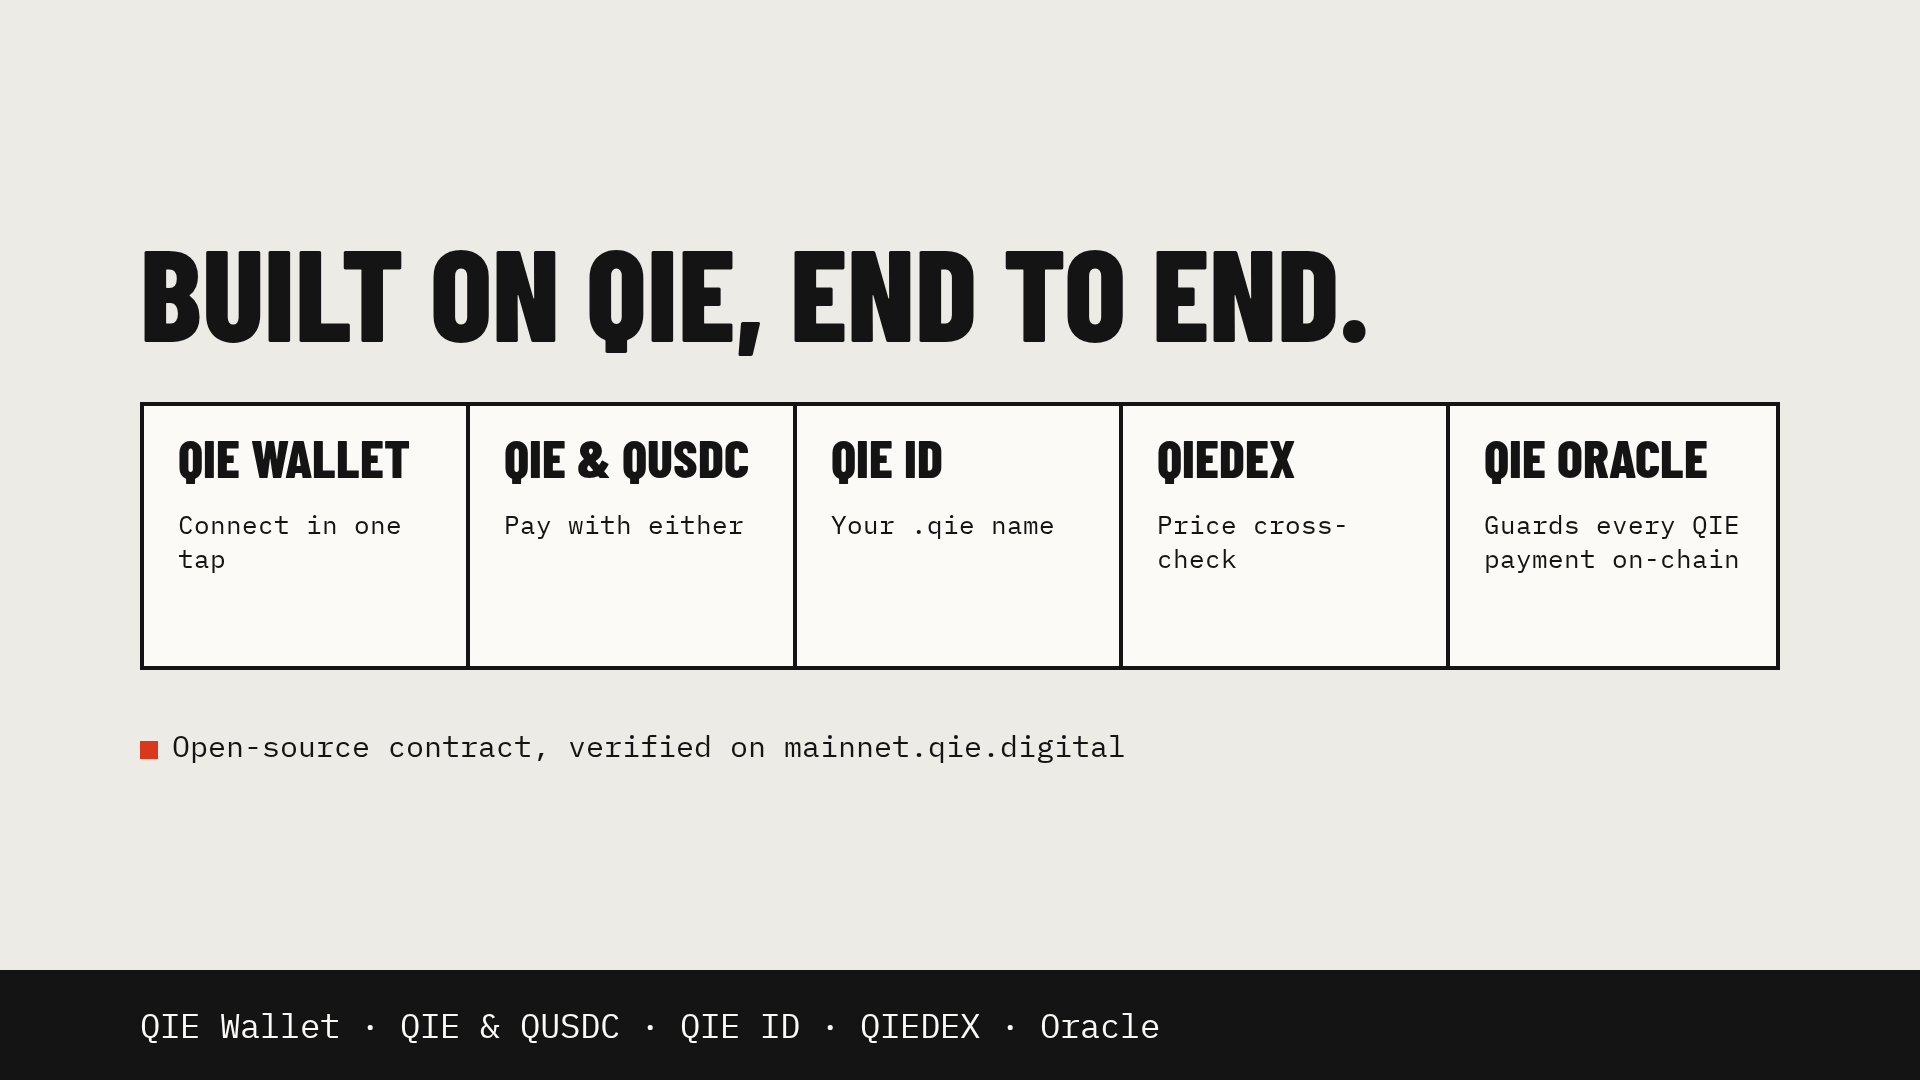 BUILT ON QIE, END TO END.
QIE WALLET
Connect in one
tap
QIE & QUSDC
Pay with either
QIE ID
Your .qie name
QIEDEX
Price cross-
check
QIE ORACLE
Guards every QIE
payment on-chain
Open-source contract, verified on mainnet.qie.digital
QIE Wallet · QIE & QUSDC · QIE ID · QIEDEX · Oracle